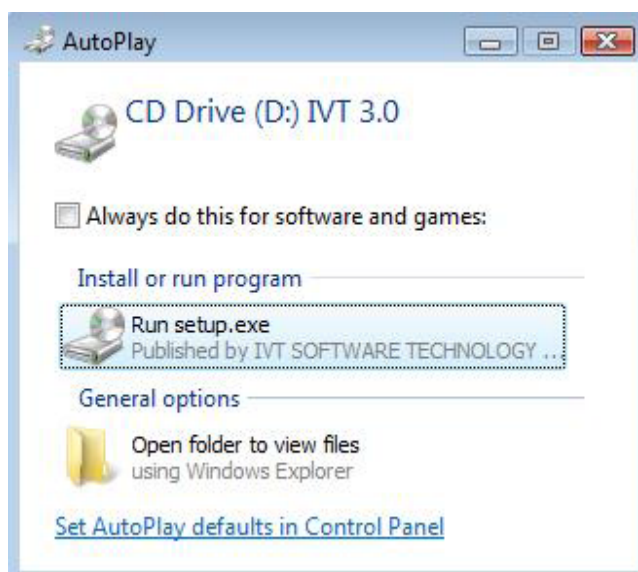 AutoPlay
CD Drive (D:) IVT 3.0
Always do this for software and games:
Install or run program
Run setup.exe
Published by IVT SOFTWARE TECHNOLOGY ...
General options
Open folder to view files
using Windows Explorer
Set AutoPlay defaults in Control Panel